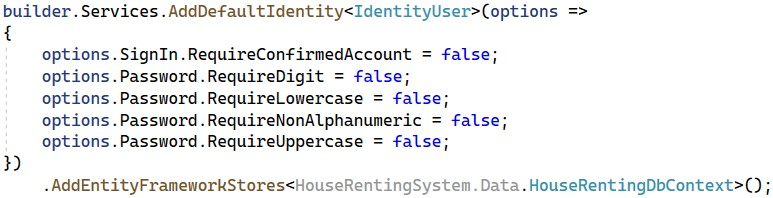 builder.Services.AddDefaultIdentity<IdentityUser>(options =>
{
    options.SignIn.RequireConfirmedAccount = false;
    options.Password.RequireDigit = false;
    options.Password.RequireLowercase = false;
    options.Password.RequireNonAlphanumeric = false;
    options.Password.RequireUppercase = false;
})
    .AddEntityFrameworkStores<HouseRentingSystem.Data.HouseRentingDbContext>();